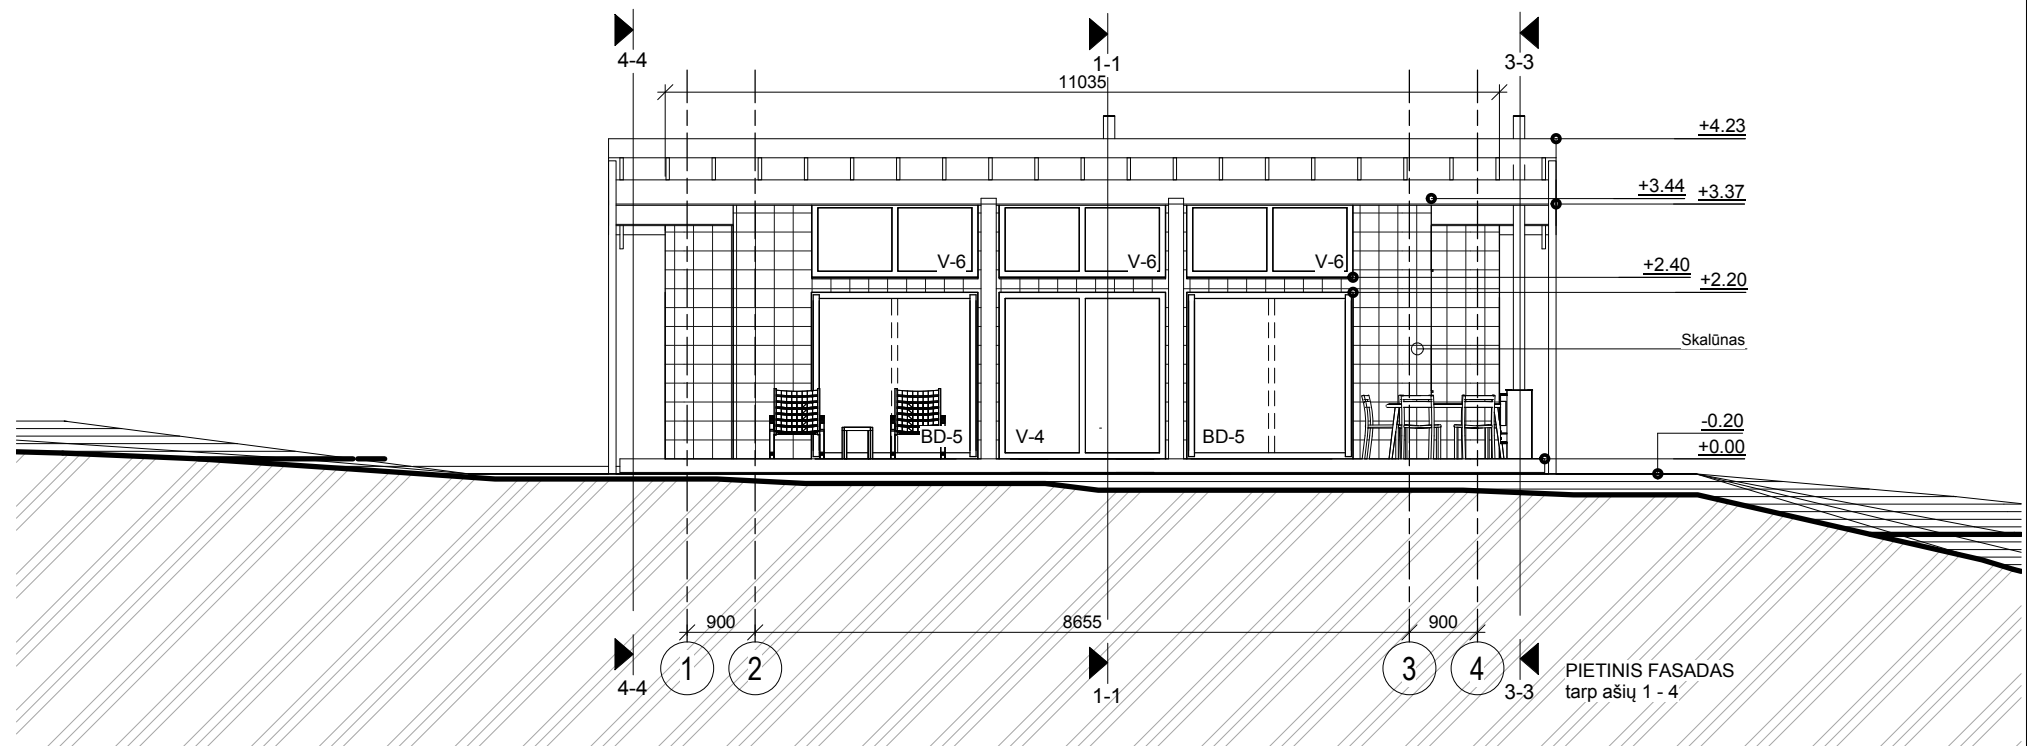 4-4
1-1
3-3
11035
+4.23
+3.44
+3.37
V-6
V-6
V-6
+2.40
+2.20
Skalūnas
BD-5
V-4
BD-5
-0.20
+0.00
900
8655
900
1
2
3
4
4-4
1-1
3-3
PIETINIS FASADAS
tarp ašių 1 - 4